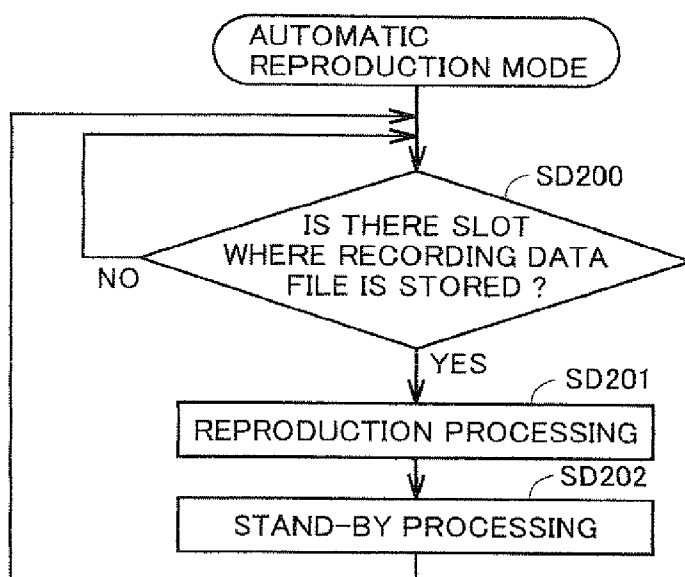 AUTOMATIC
REPRODUCTION MODE
SD200
IS THERE SLOT
WHERE RECORDING DATA
FILE IS STORED ?
NO
YES
SD201
REPRODUCTION PROCESSING
SD202
STAND-BY PROCESSING